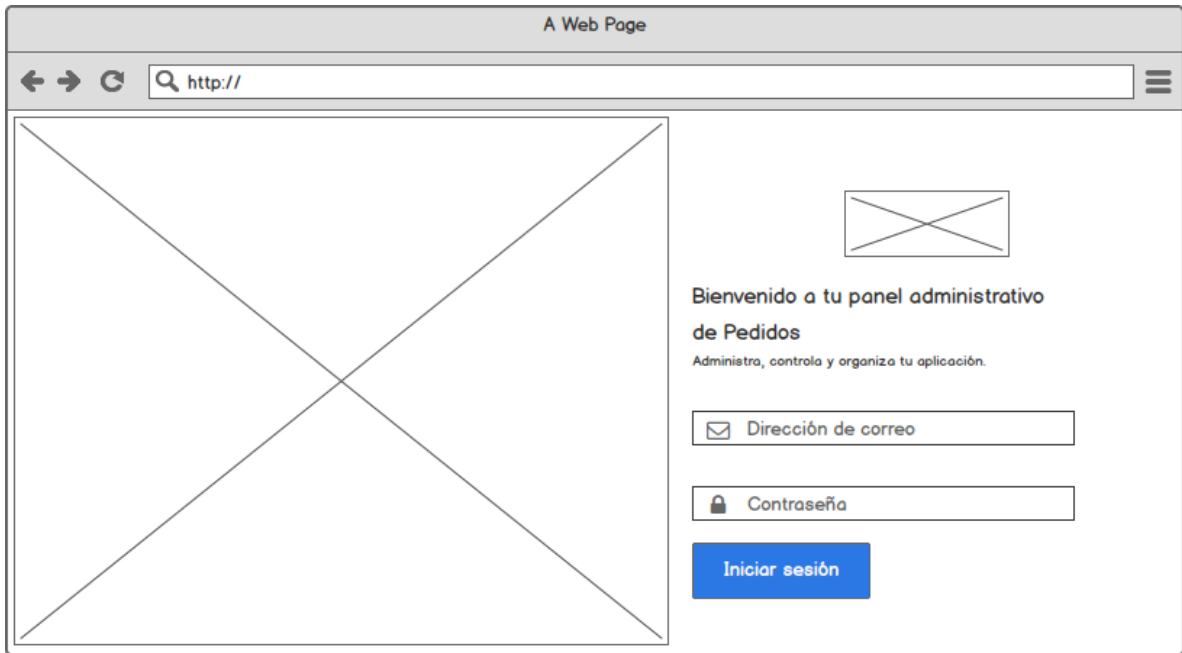 A Web Page
http://
Bienvenido a tu panel administrativo
de Pedidos
Administra, controla y organiza tu aplicación.
Dirección de correo
Contraseña
Iniciar sesión